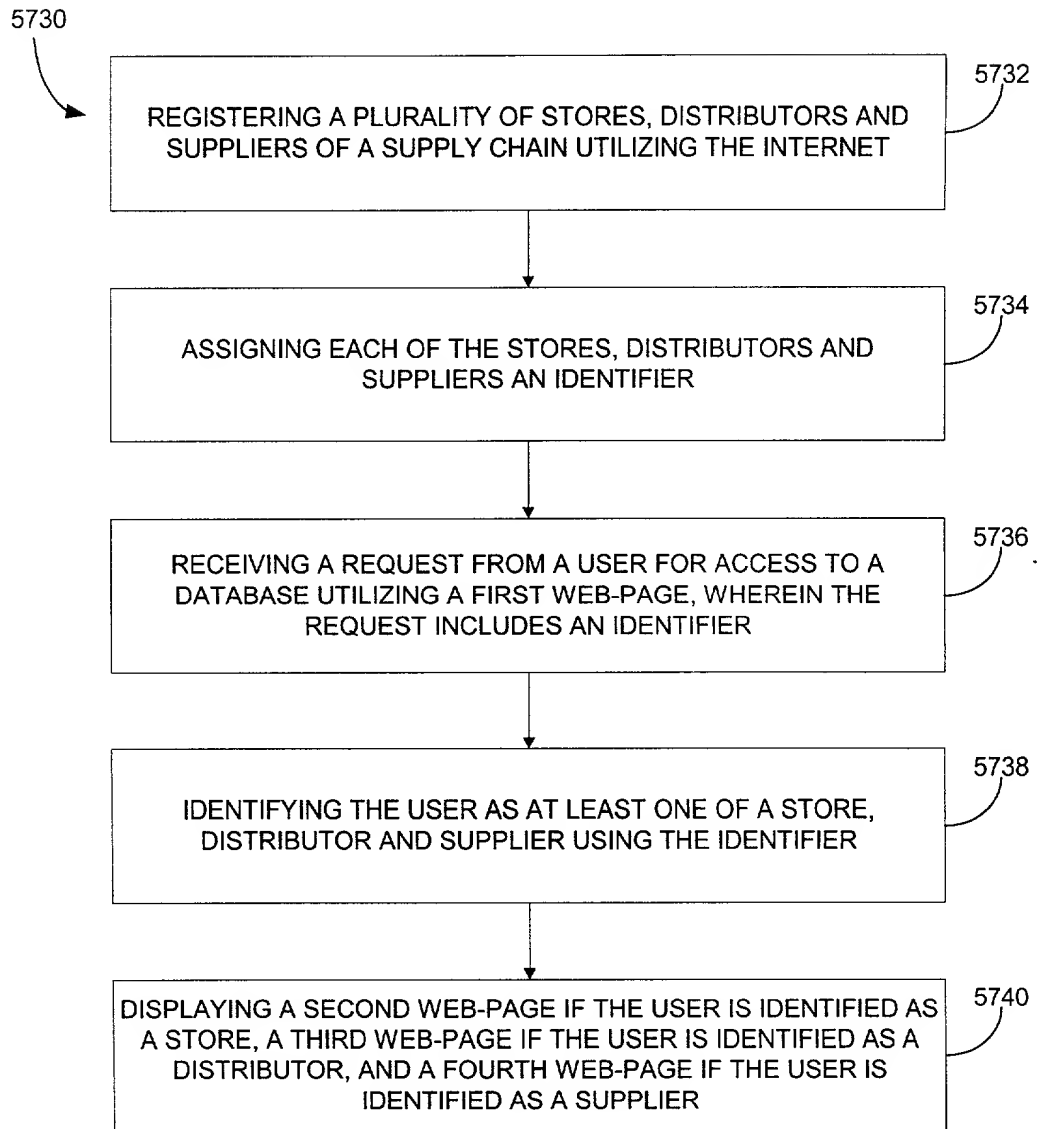 5730
5732
REGISTERING A PLURALITY OF STORES, DISTRIBUTORS AND
SUPPLIERS OF A SUPPLY CHAIN UTILIZING THE INTERNET
5734
ASSIGNING EACH OF THE STORES, DISTRIBUTORS AND
SUPPLIERS AN IDENTIFIER
5736
RECEIVING A REQUEST FROM A USER FOR ACCESS TO A
DATABASE UTILIZING A FIRST WEB-PAGE, WHEREIN THE
REQUEST INCLUDES AN IDENTIFIER
5738
IDENTIFYING THE USER AS AT LEAST ONE OF A STORE,
DISTRIBUTOR AND SUPPLIER USING THE IDENTIFIER
5740
DISPLAYING A SECOND WEB-PAGE IF THE USER IS IDENTIFIED AS
A STORE, A THIRD WEB-PAGE IF THE USER IS IDENTIFIED AS A
DISTRIBUTOR, AND A FOURTH WEB-PAGE IF THE USER IS
IDENTIFIED AS A SUPPLIER